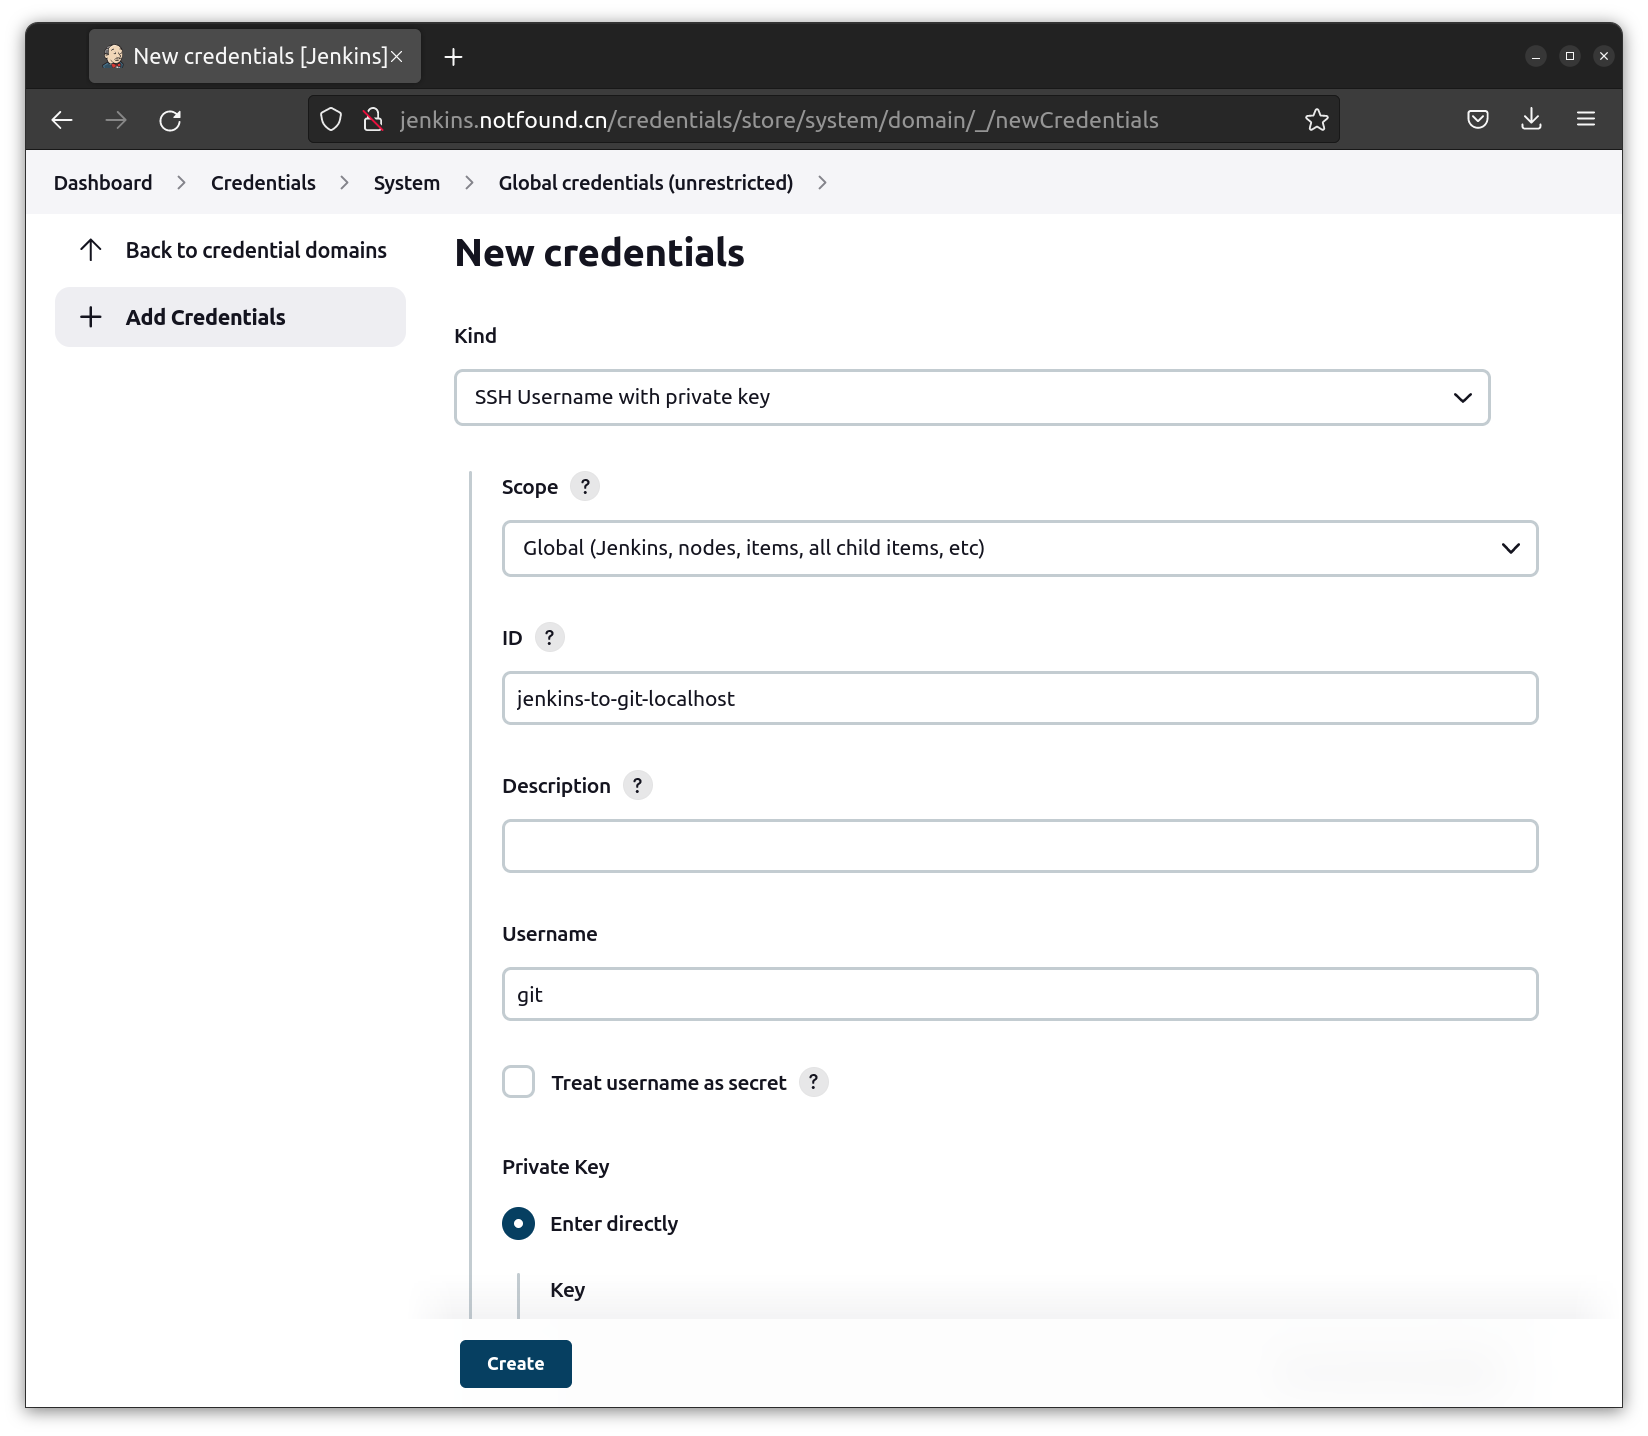 New credentials [Jenkins]
jenkins.notfound.cn/credentials/store/system/domain/_/newCredentials
Dashboard > Credentials > System > Global credentials (unrestricted) >
Back to credential domains
Add Credentials
New credentials
Kind
SSH Username with private key
Scope ?
Global (Jenkins, nodes, items, all child items, etc)
ID ?
jenkins-to-git-localhost
Description ?
Username
git
Treat username as secret ?
Private Key
Enter directly
Key
Create